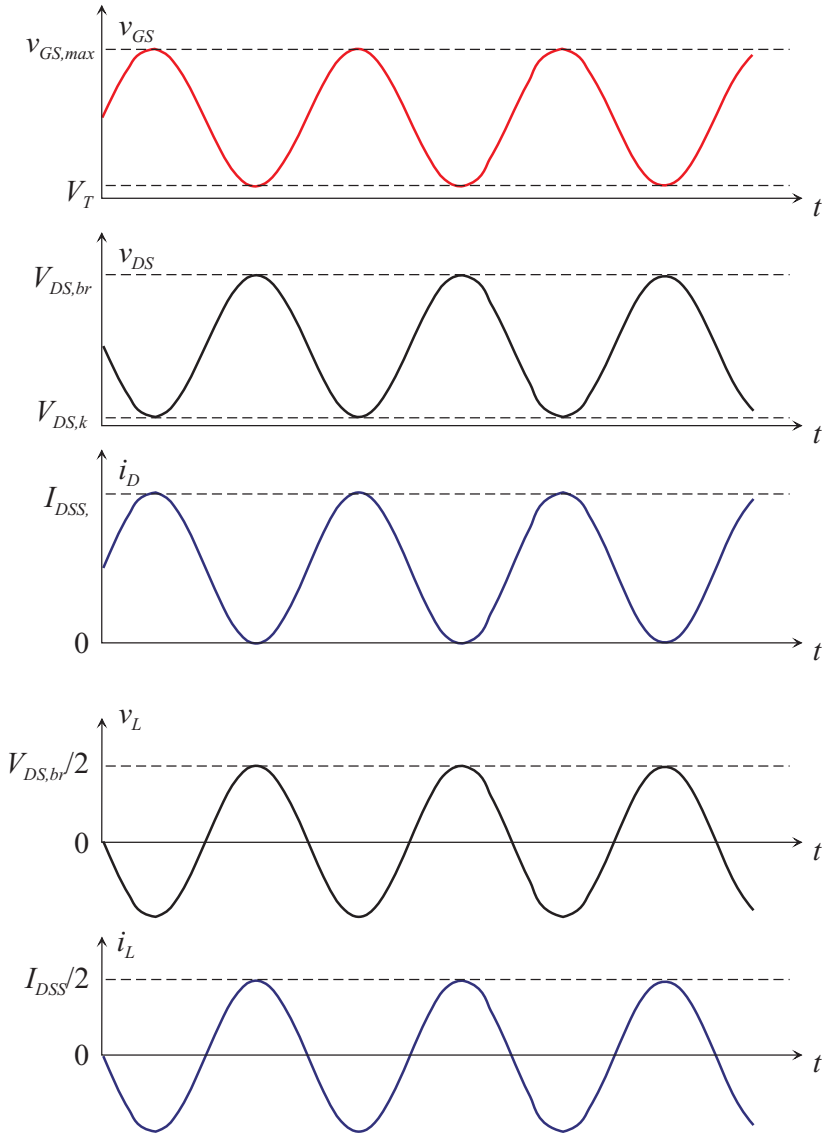 v_GS
v_GS,max
V_T
t
v_DS
V_DS,br
V_DS,k
t
i_D
I_DSS,
0
t
v_L
V_DS,br/2
0
t
i_L
I_DSS/2
0
t